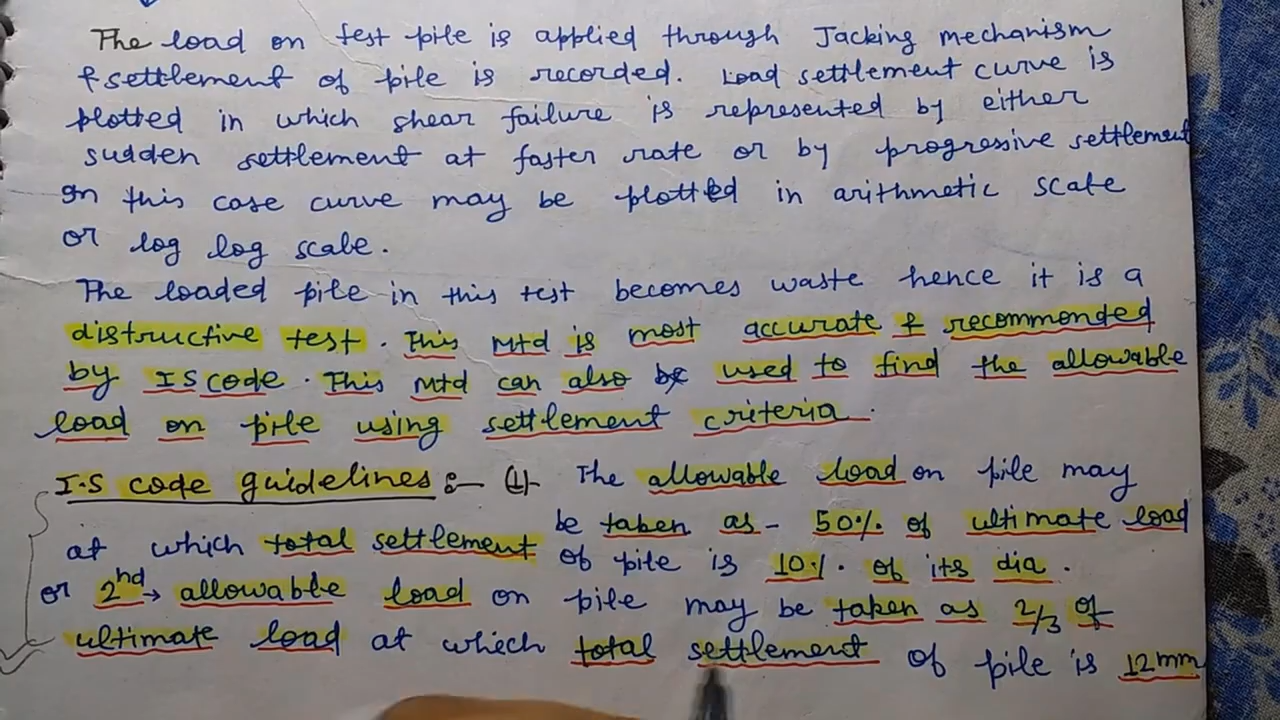 The load on test pile is applied through Jacking mechanism
& settlement of pile is recorded. Load settlement curve is
plotted in which shear failure is represented by either
sudden settlement at faster rate or by progressive settlement
In this case curve may be plotted in arithmetic scale
or log log scale.
The loaded pile in this test becomes waste hence it is a
distructive test. This Mtd is most accurate & recommonded
by IS code. This Mtd can also be used to find the allowable
load on pile using settlement criteria.
I.S code guidelines :- (1) The allowable load on pile may
be taken as - 50% of ultimate load
at which total settlement of pile is 10%. of its dia.
or 2nd → allowable load on pile may be taken as 2/3 of
ultimate load at which total settlement of pile is 12mm